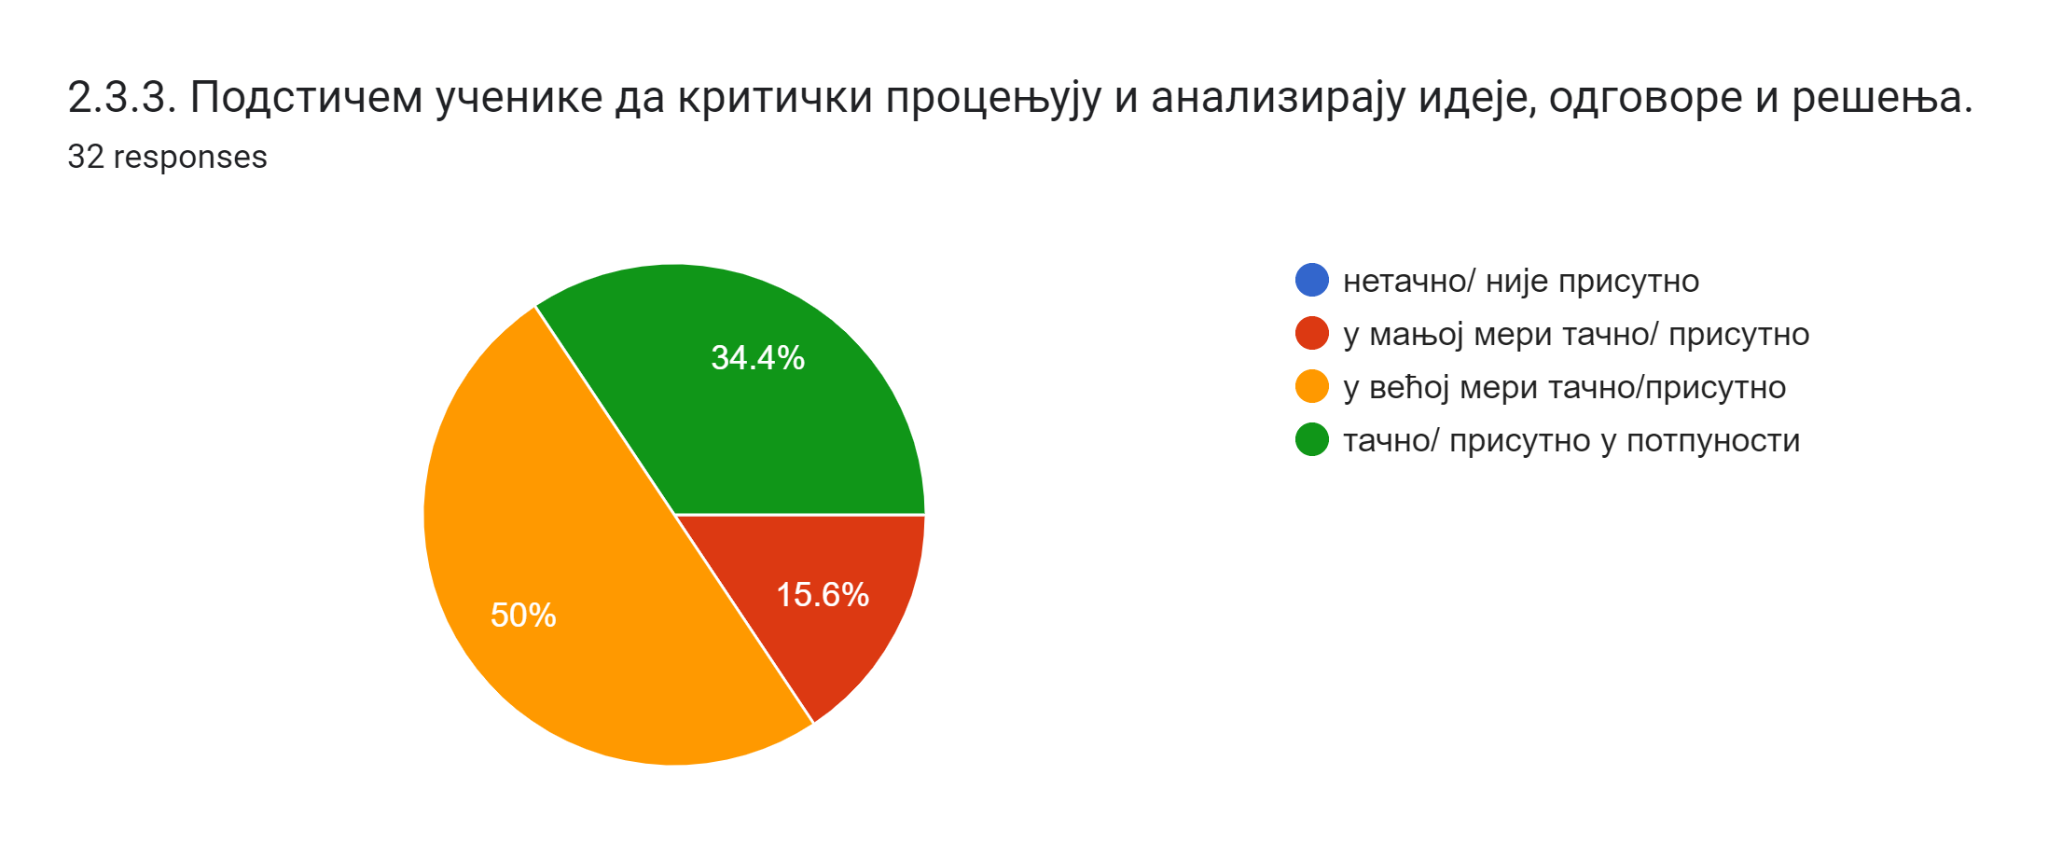 2.3.3. Подстичем ученике да критички процењују и анализирају идеје, одговоре и решења.
32 responses
34.4%
15.6%
50%
нетачно/ није присутно
у мањој мери тачно/ присутно
у већој мери тачно/присутно
тачно/ присутно у потпуности